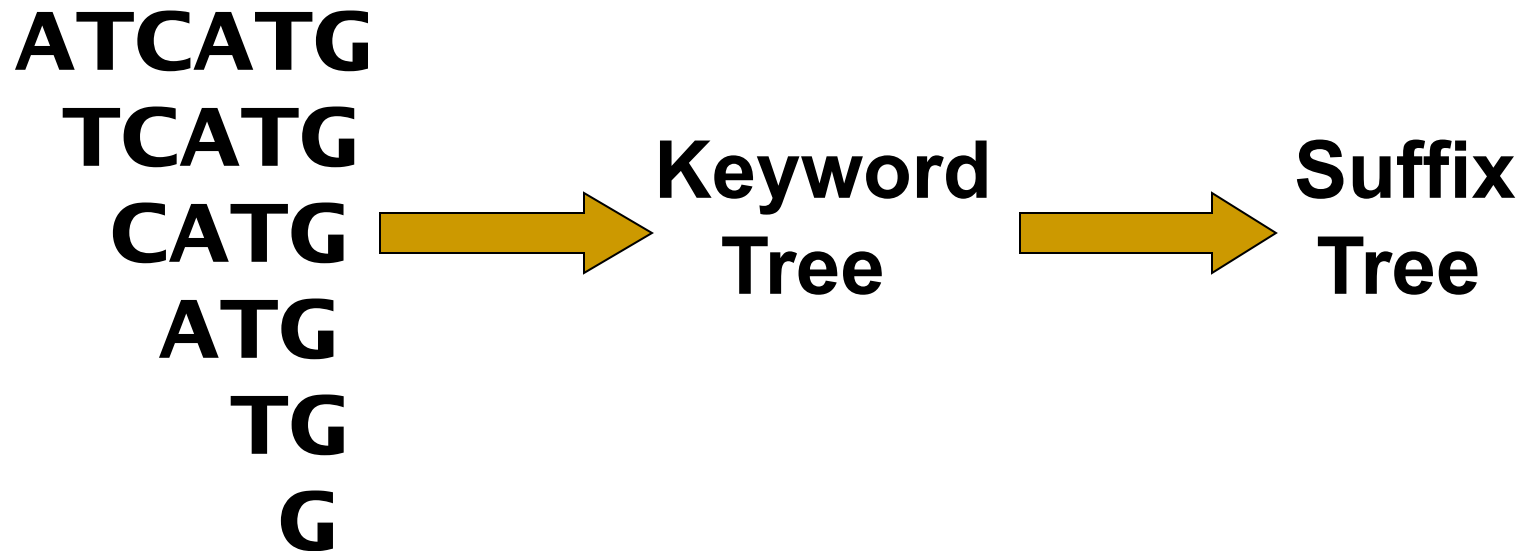 ATCATG
TCATG
CATG
ATG
TG
G
Keyword
Tree
Suffix
Tree